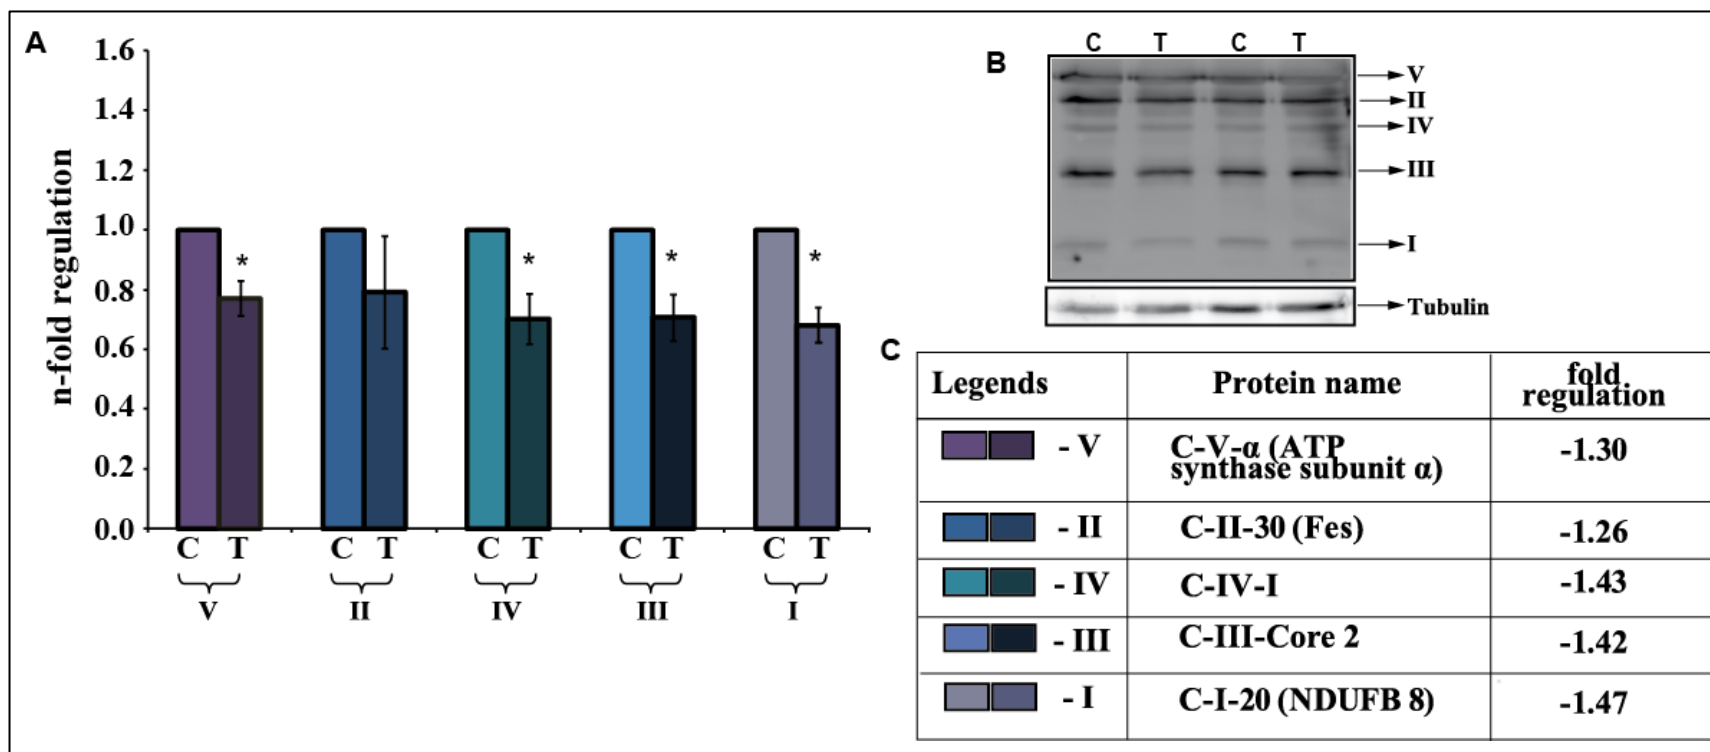 A
n-fold regulation
1.6
1.4
1.2
1.0
0.8
0.6
0.4
0.2
0.0
* * * *
C T C T C T C T C T
V II IV III I
B
C T C T
V
II
IV
III
I
Tubulin
C
Legends Protein name fold
regulation
- V C-V-α (ATP
synthase subunit α) -1.30
- II C-II-30 (Fes) -1.26
- IV C-IV-I -1.43
- III C-III-Core 2 -1.42
- I C-I-20 (NDUFB 8) -1.47